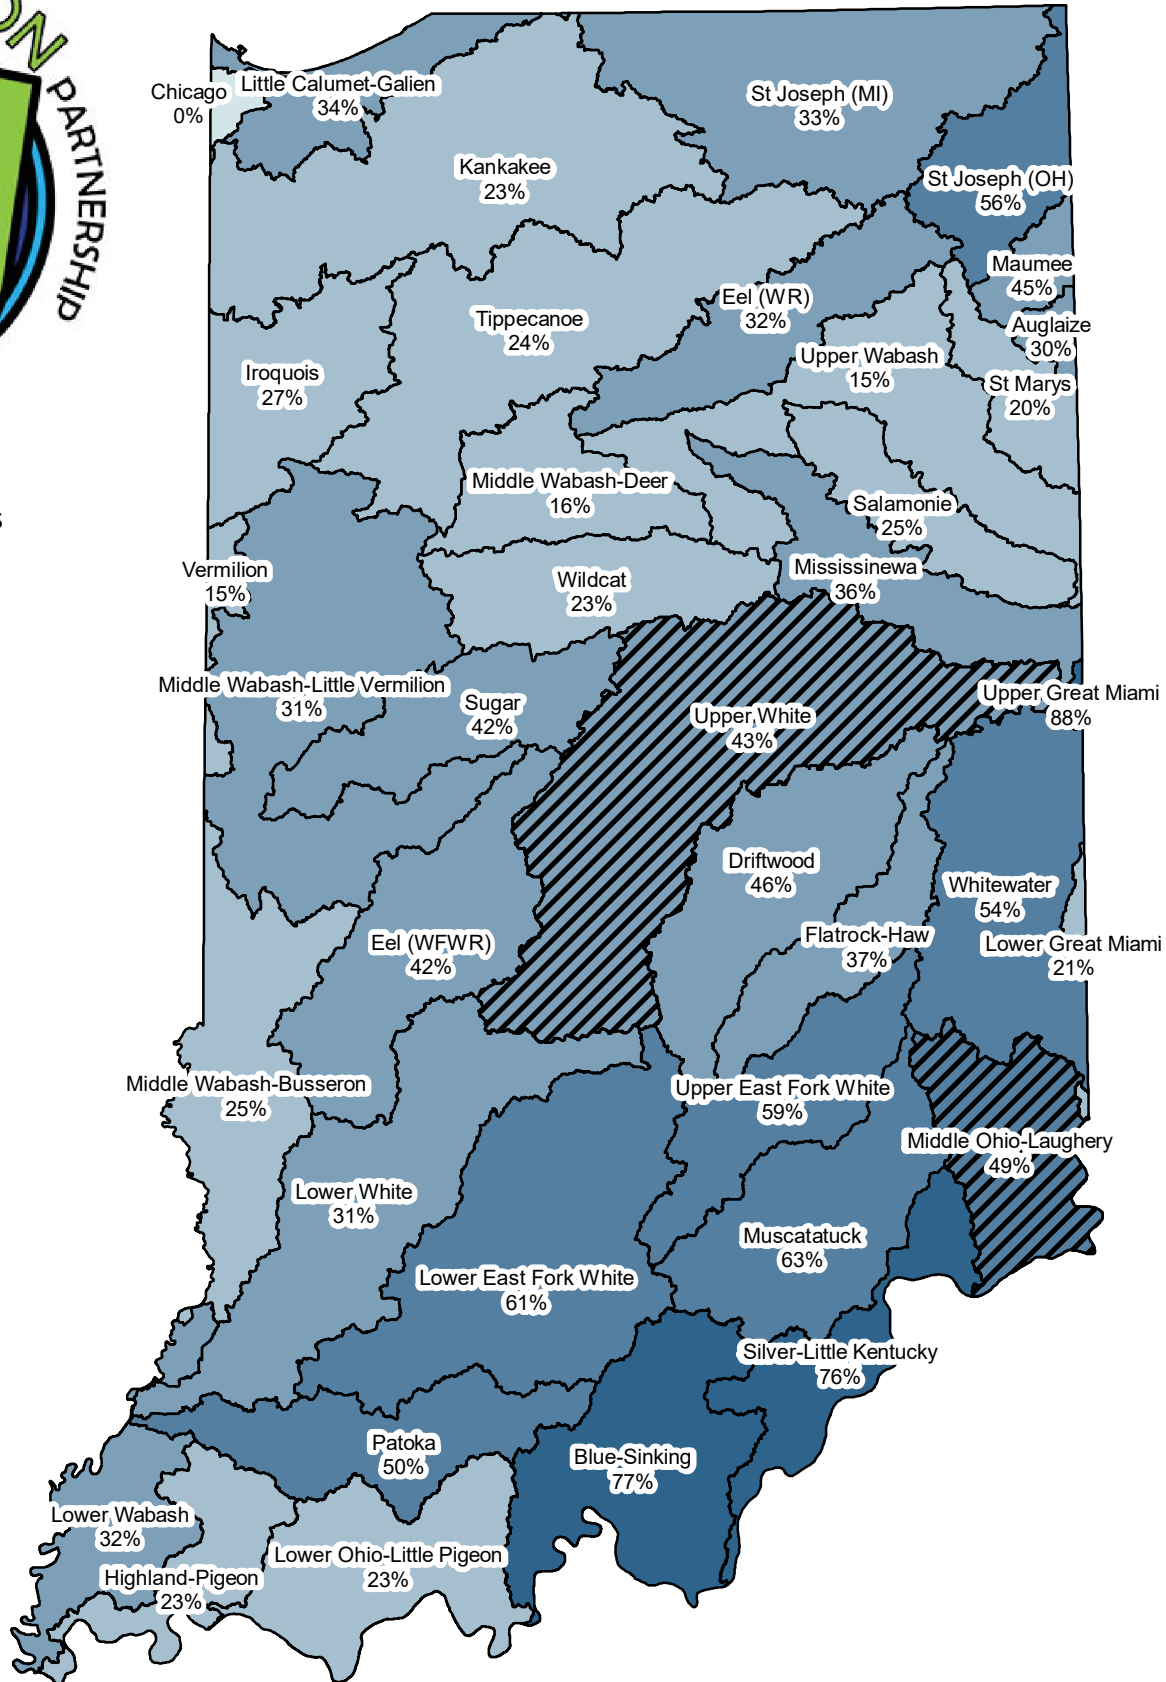 ON
PARTNERSHIP
s
Chicago
0%
Little Calumet-Galien
34%
St Joseph (MI)
33%
Kankakee
23%
St Joseph (OH)
56%
Maumee
45%
Eel (WR)
32%
Tippecanoe
24%
Auglaize
30%
Upper Wabash
15%
Iroquois
27%
St Marys
20%
Middle Wabash-Deer
16%
Salamonie
25%
Vermilion
15%
Wildcat
23%
Mississinewa
36%
Middle Wabash-Little Vermilion
31%
Sugar
42%
Upper White
43%
Upper Great Miami
88%
Driftwood
46%
Whitewater
54%
Flatrock-Haw
37%
Lower Great Miami
21%
Eel (WFWR)
42%
Middle Wabash-Busseron
25%
Upper East Fork White
59%
Middle Ohio-Laughery
49%
Lower White
31%
Muscatatuck
63%
Lower East Fork White
61%
Silver-Little Kentucky
76%
Patoka
50%
Blue-Sinking
77%
Lower Wabash
32%
Lower Ohio-Little Pigeon
23%
Highland-Pigeon
23%